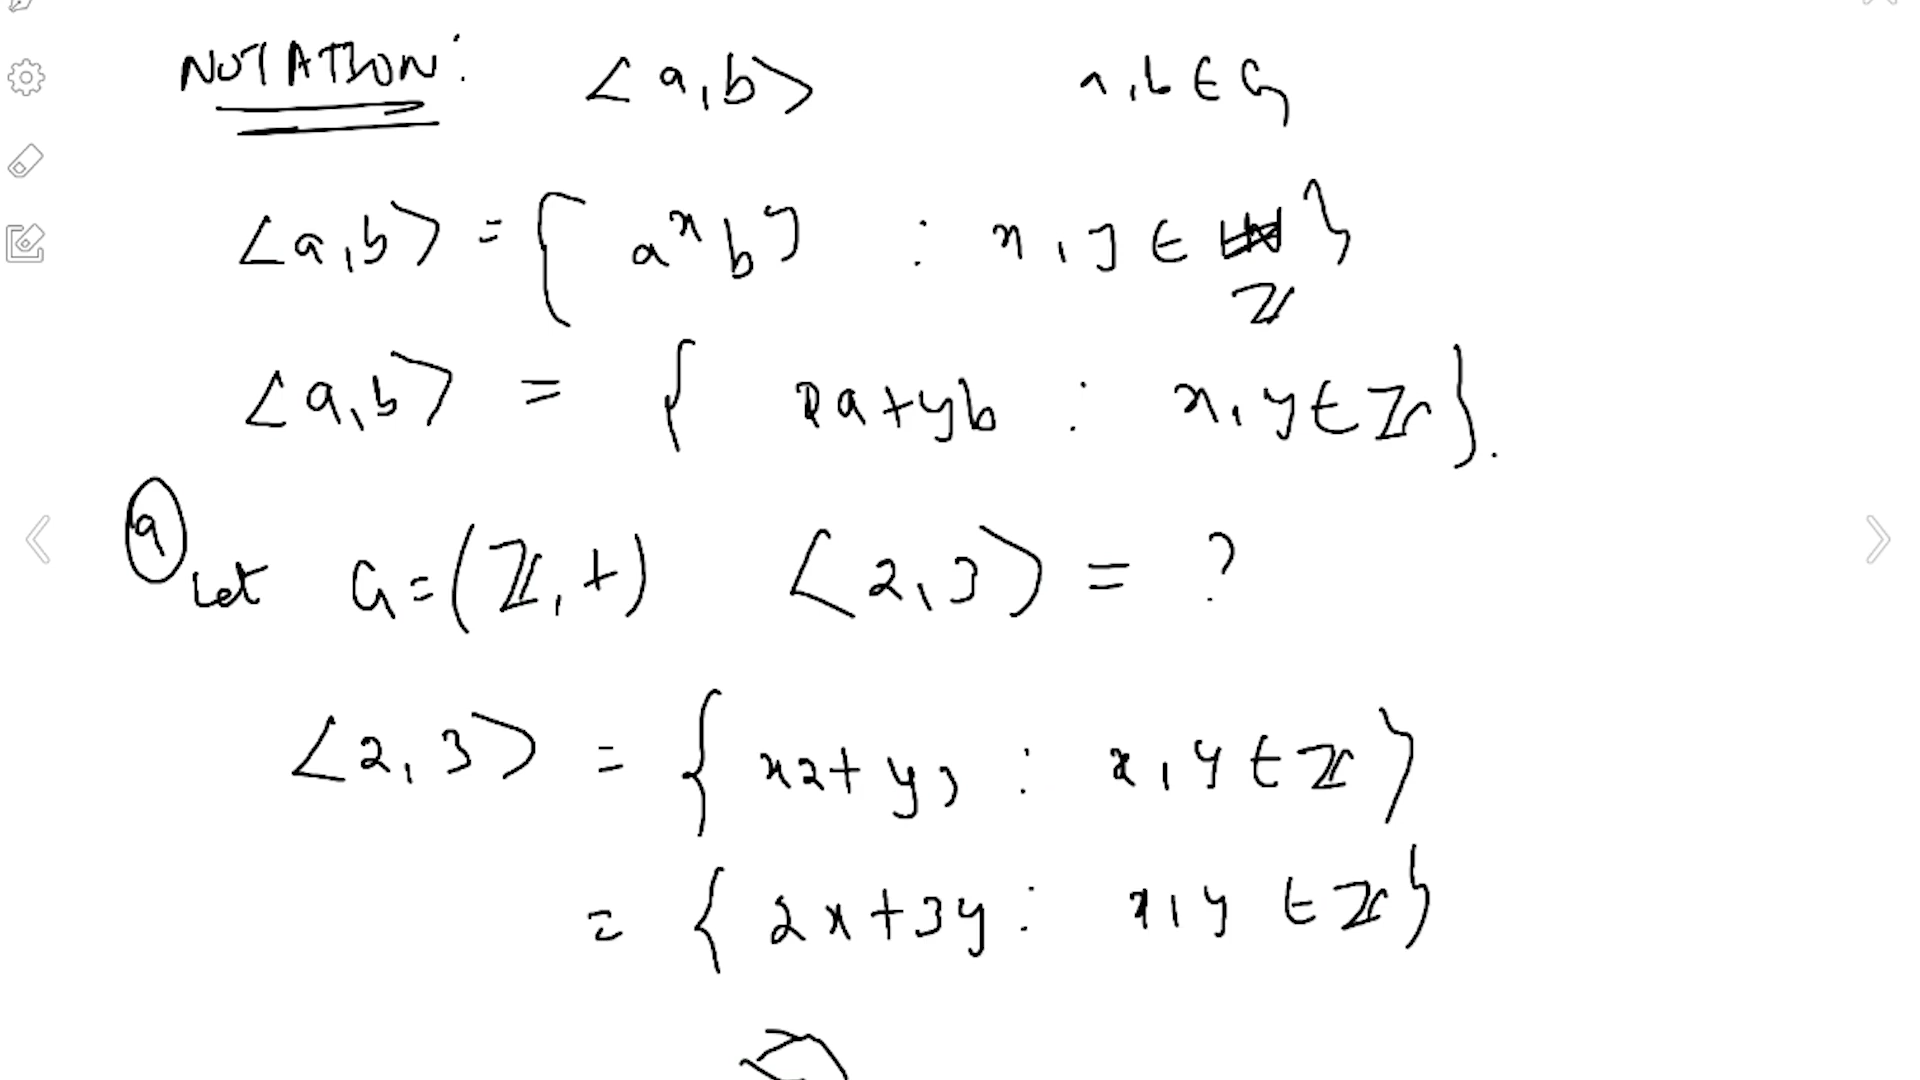 NOTATION: <a,b> a,b ∈ G
<a,b> = { a^x b^y : x,y ∈ Z }
<a,b> = { xa+yb : x,y ∈ Z }.
(a) Let G=(Z,+) <2,3> = ?
<2,3> = { x2+y3 : x,y ∈ Z }
= { 2x+3y : x,y ∈ Z }